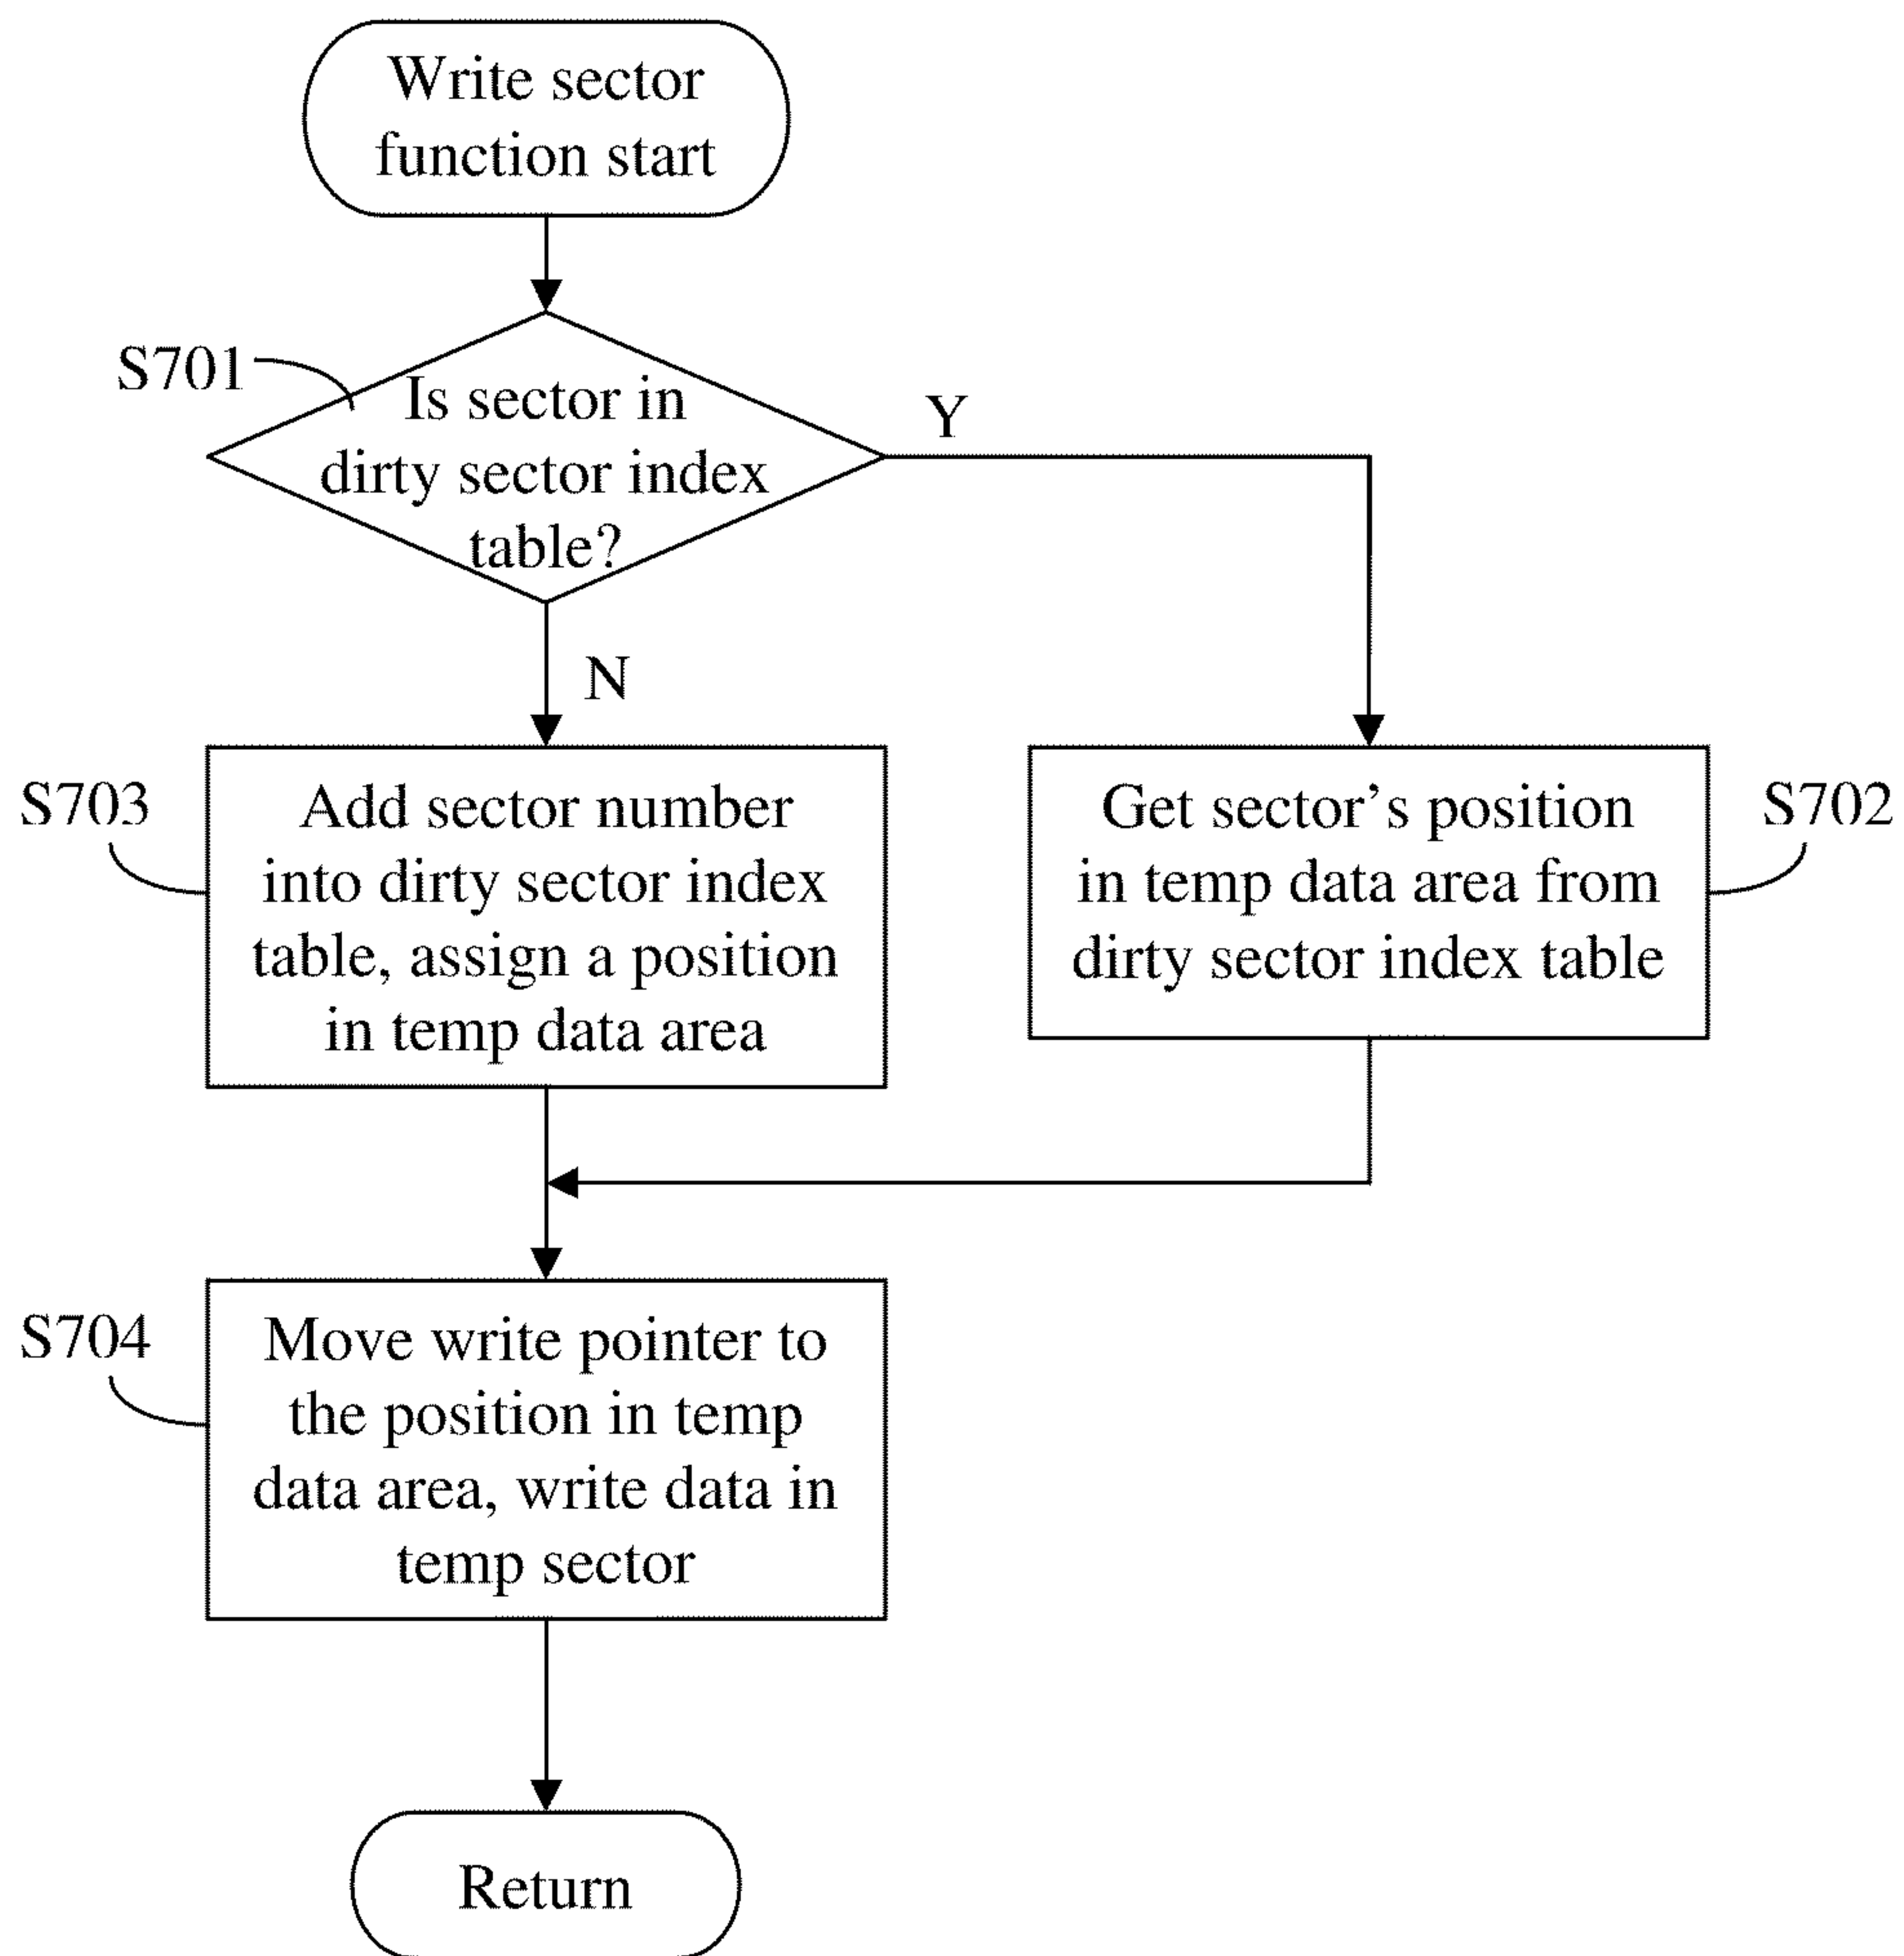 Write sector
function start
S701
Is sector in
dirty sector index
table?
Y
N
S703
Add sector number
into dirty sector index
table, assign a position
in temp data area
Get sector’s position
in temp data area from
dirty sector index table
S702
S704
Move write pointer to
the position in temp
data area, write data in
temp sector
Return